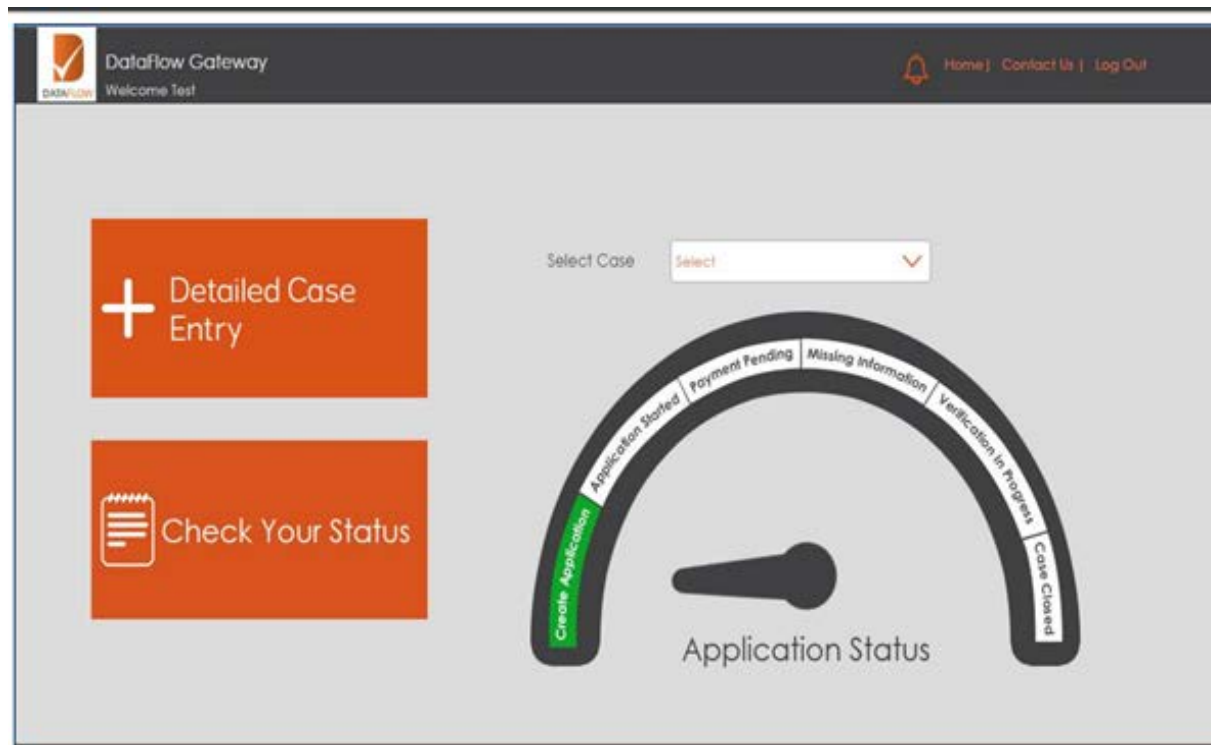 DataFlow Gateway
Welcome Test
DATAFLOW
Home | Contact Us | Log Out
Detailed Case
Entry
Check Your Status
Select Case
Select
Create Application
Application Started
Payment Pending
Missing Information
Verification In Progress
Case Closed
Application Status